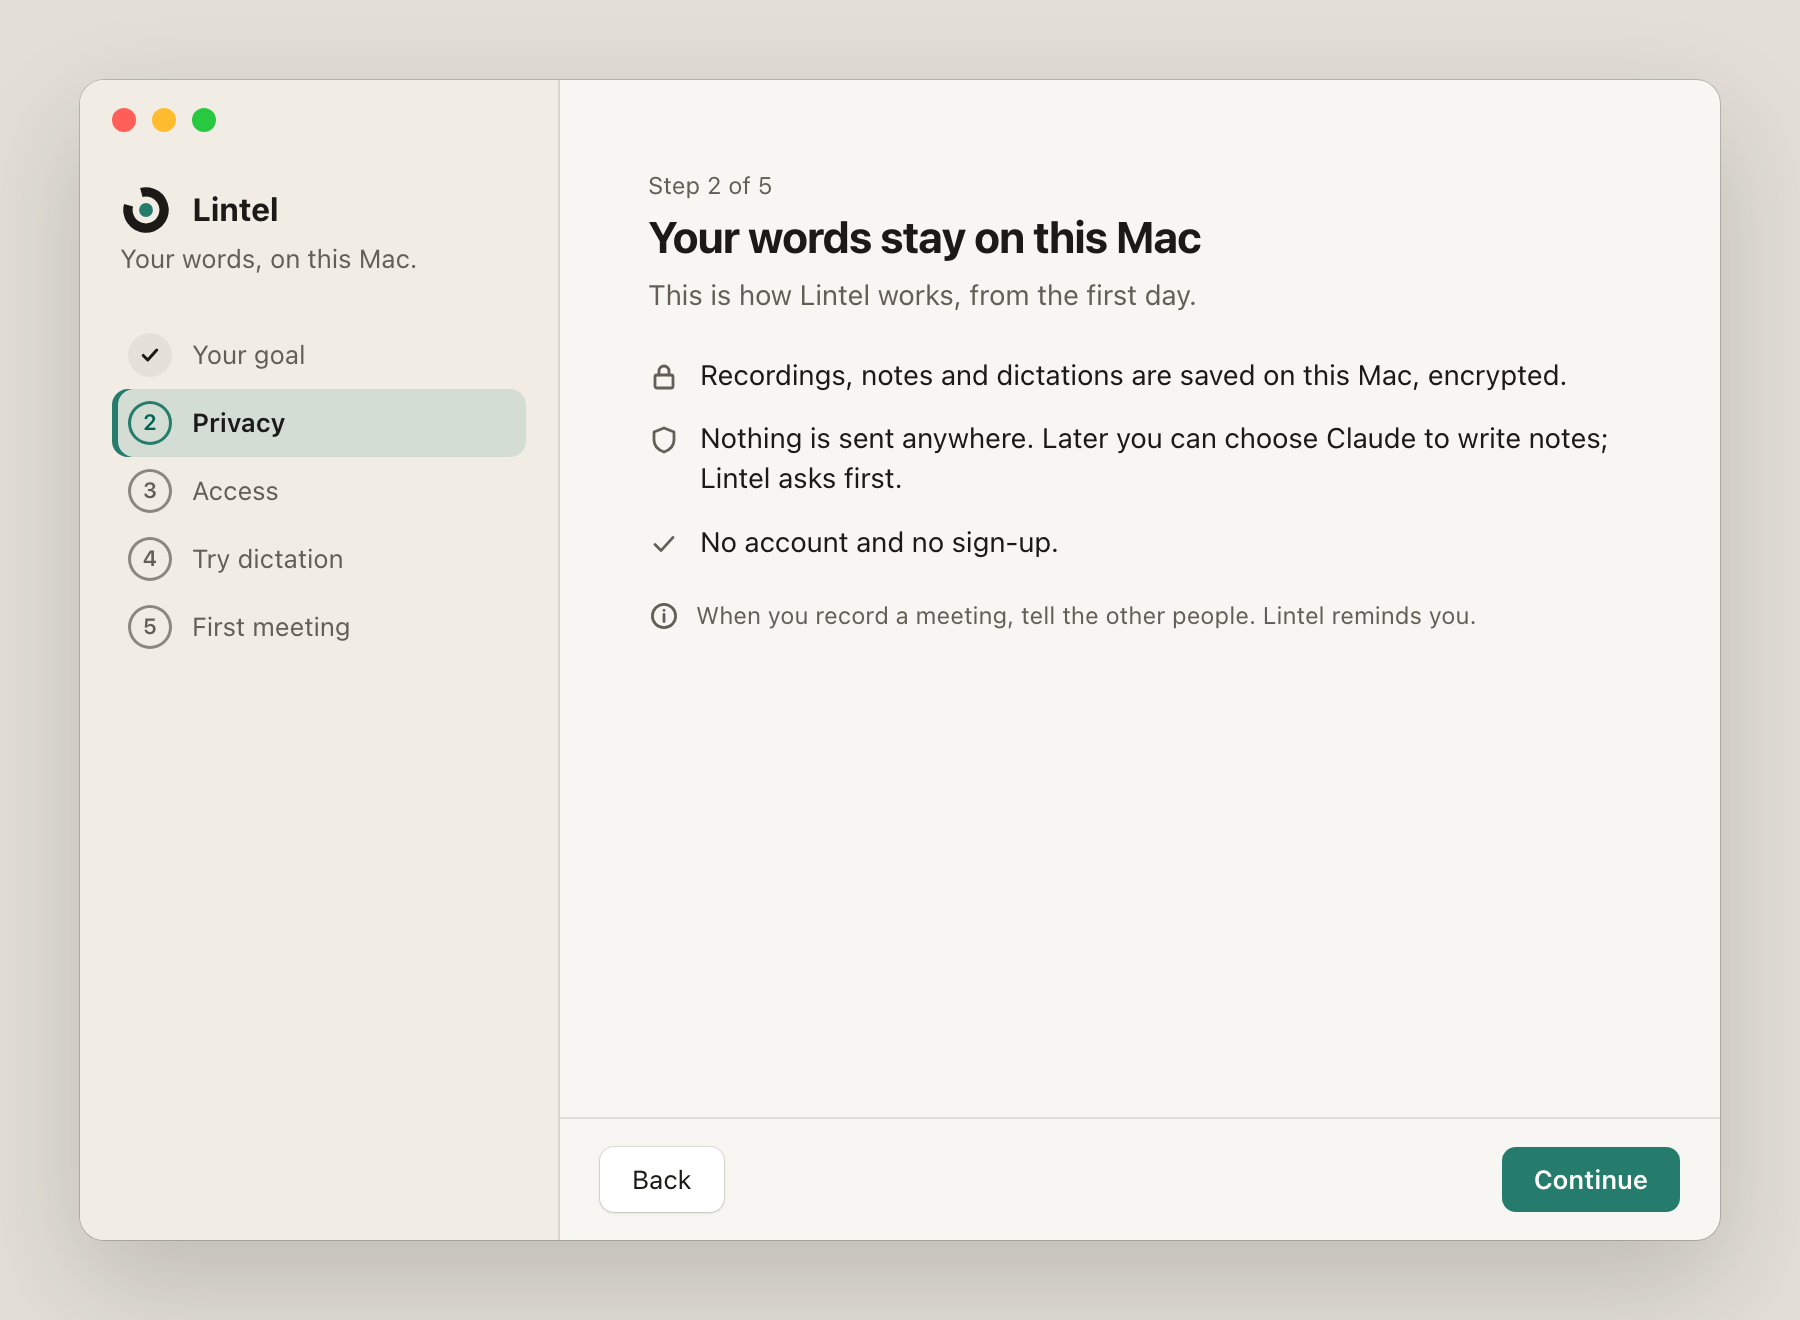 Lintel
Your words, on this Mac.
Your goal
2 Privacy
3 Access
4 Try dictation
5 First meeting
Step 2 of 5
Your words stay on this Mac
This is how Lintel works, from the first day.
Recordings, notes and dictations are saved on this Mac, encrypted.
Nothing is sent anywhere. Later you can choose Claude to write notes;
Lintel asks first.
No account and no sign-up.
When you record a meeting, tell the other people. Lintel reminds you.
Back
Continue